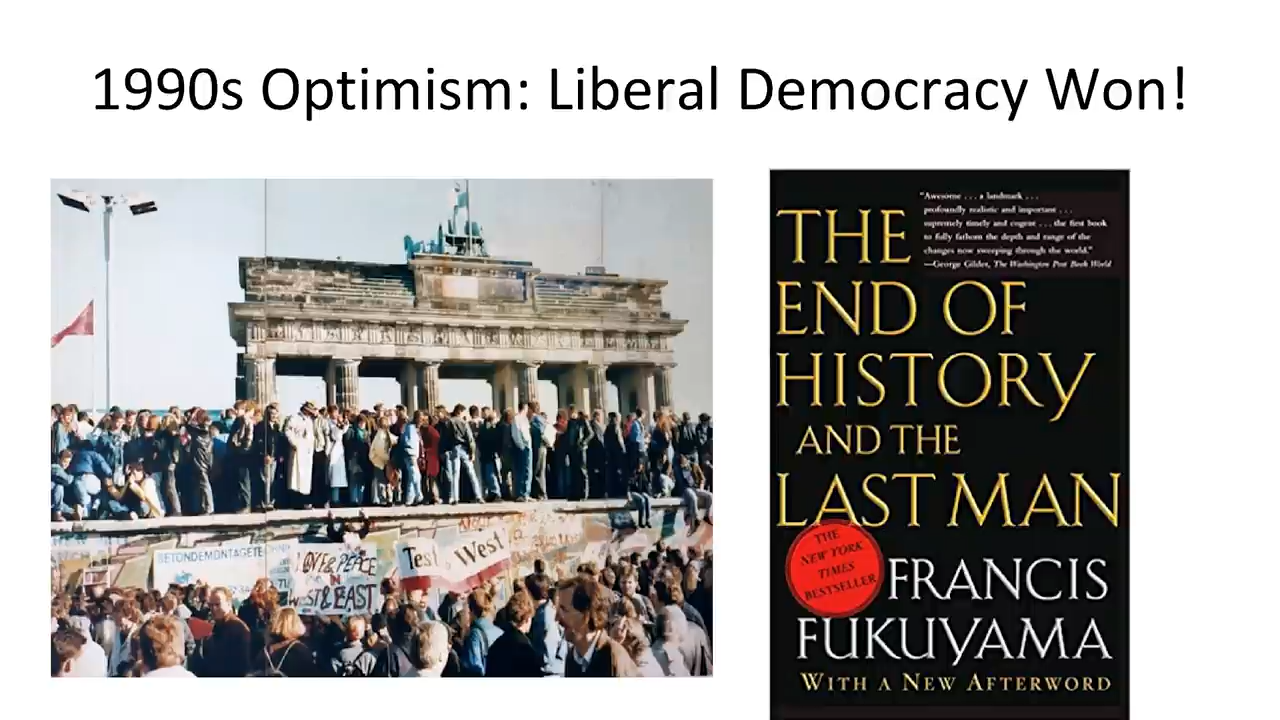 1990s Optimism: Liberal Democracy Won!
BETONDEMONTAGETECHNIK
LOVE & PEACE
IN
WEST & EAST
Test West
"Awesome . . . a landmark . . .
profoundly realistic and important . . .
supremely timely and cogent . . . the first book
to fully fathom the depth and range of the
changes now sweeping through the world."
—George Gilder, The Washington Post Book World
THE
END OF
HISTORY
AND THE
LAST MAN
THE
NEW YORK
TIMES
BESTSELLER
FRANCIS
FUKUYAMA
WITH A NEW AFTERWORD